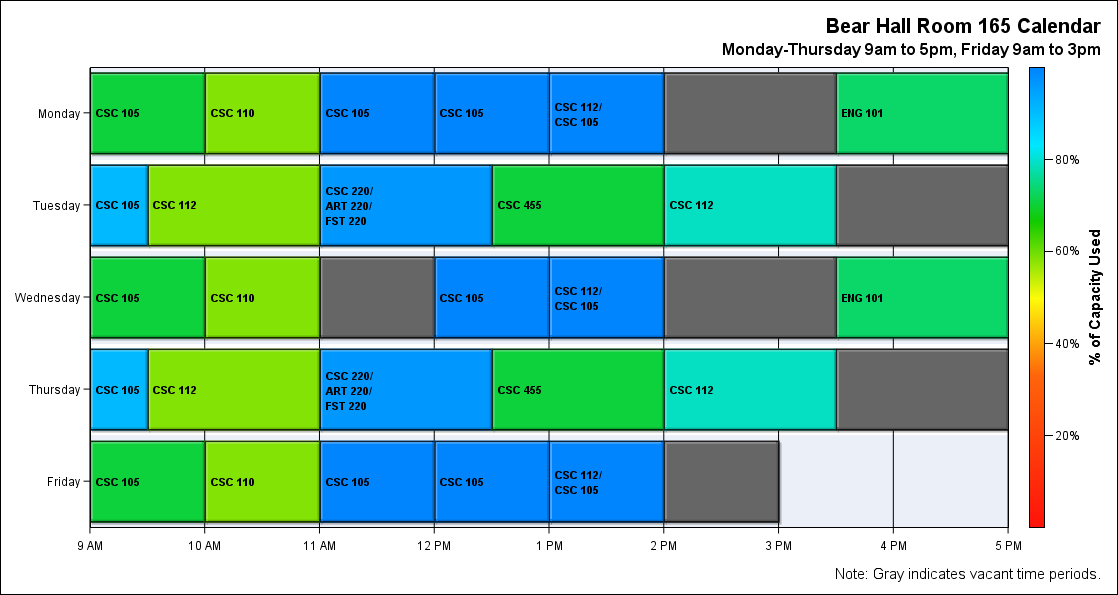 Bear Hall Room 165 Calendar
Monday-Thursday 9am to 5pm, Friday 9am to 3pm
Monday
CSC 105
CSC 110
CSC 105
CSC 105
CSC 112/
CSC 105
ENG 101
Tuesday
CSC 105
CSC 112
CSC 220/
ART 220/
FST 220
CSC 455
CSC 112
Wednesday
CSC 105
CSC 110
CSC 105
CSC 112/
CSC 105
ENG 101
Thursday
CSC 105
CSC 112
CSC 220/
ART 220/
FST 220
CSC 455
CSC 112
Friday
CSC 105
CSC 110
CSC 105
CSC 105
CSC 112/
CSC 105
9 AM
10 AM
11 AM
12 PM
1 PM
2 PM
3 PM
4 PM
5 PM
80%
60%
40%
20%
% of Capacity Used
Note: Gray indicates vacant time periods.